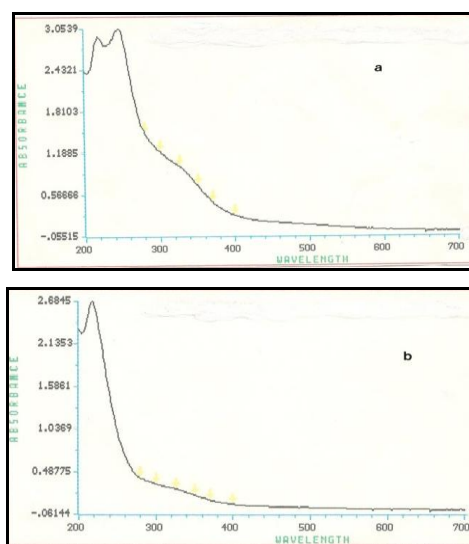 3.0539
2.4321
1.8103
1.1885
0.56666
-.05515
ABSORBANCE
a
200 300 400 500 600 700
WAVELENGTH
2.6845
2.1353
1.5861
1.0369
0.48775
-.06144
ABSORBANCE
b
200 300 400 500 600 700
WAVELENGTH